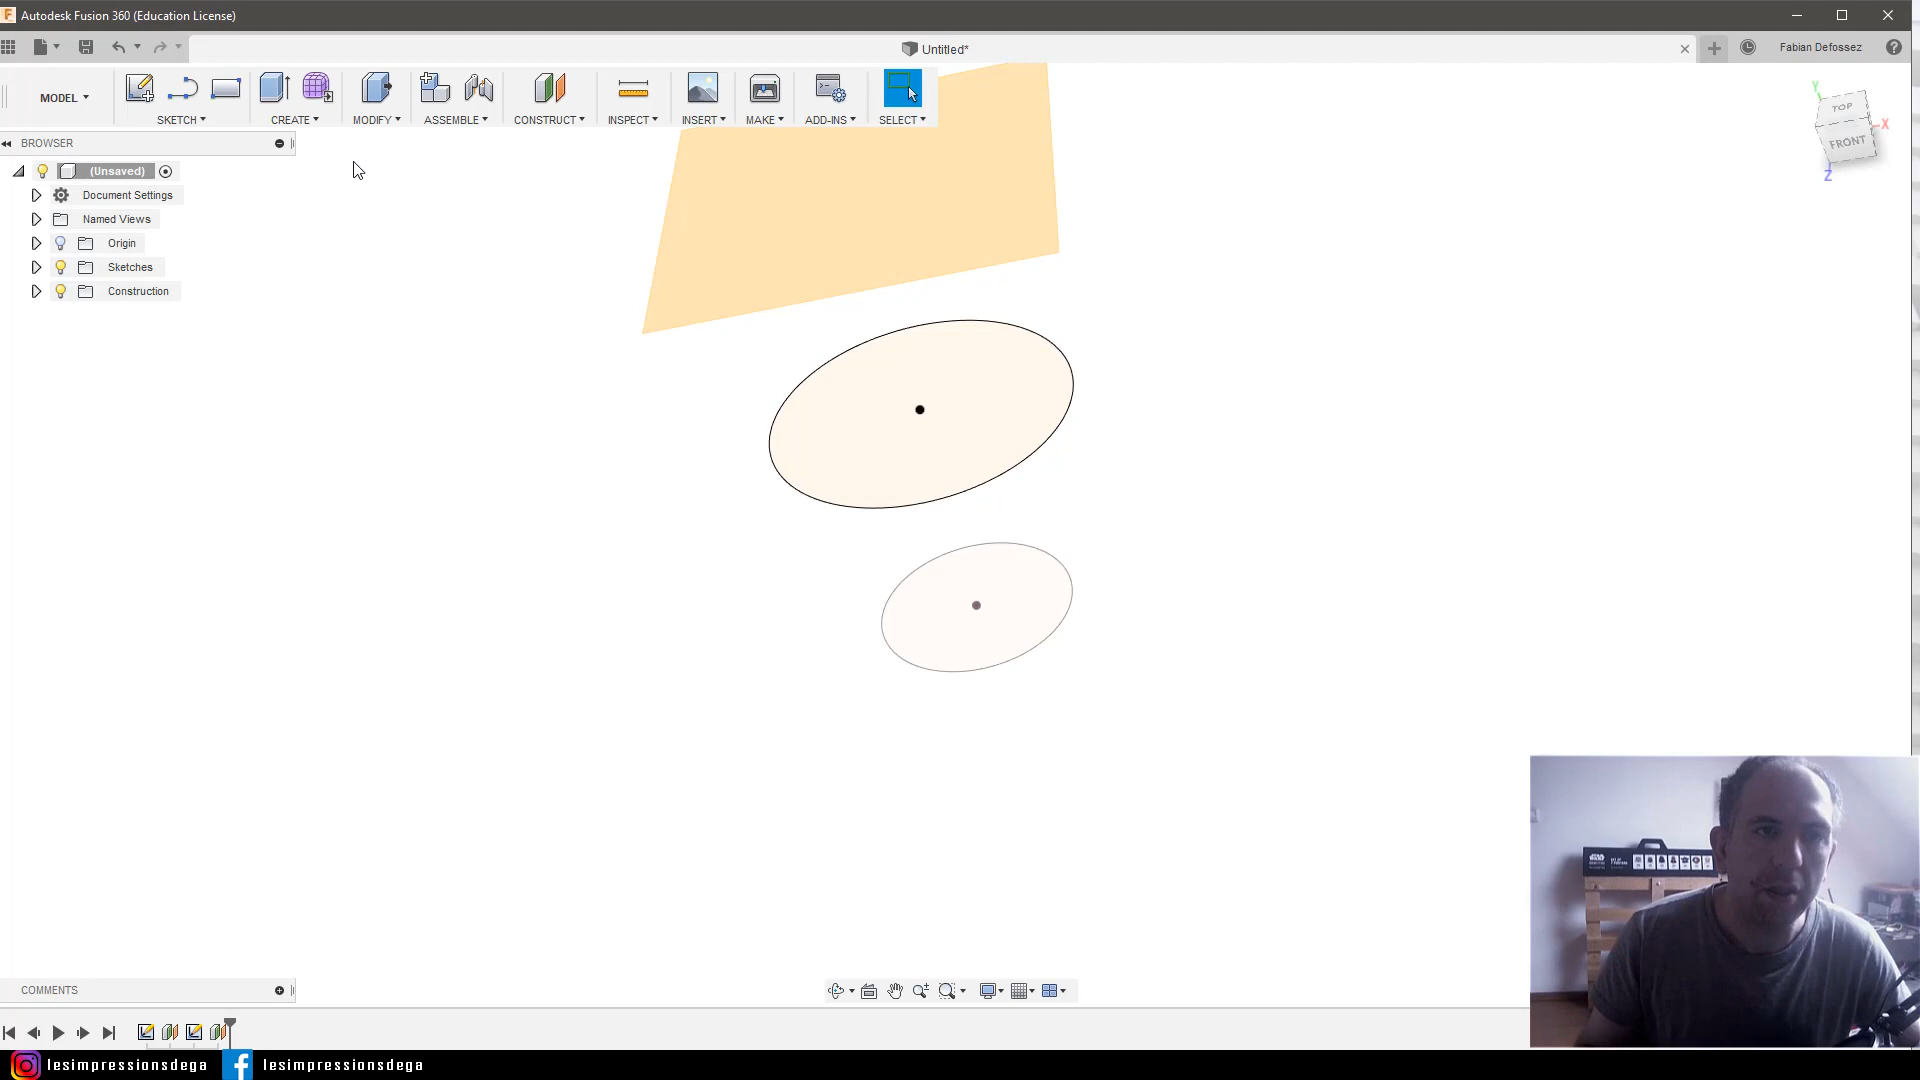 Autodesk Fusion 360 (Education License)
Untitled*
Fabian Defossez
MODEL
SKETCH
CREATE
MODIFY
ASSEMBLE
CONSTRUCT
INSPECT
INSERT
MAKE
ADD-INS
SELECT
Y
TOP
X
FRONT
Z
BROWSER
(Unsaved)
Document Settings
Named Views
Origin
Sketches
Construction
COMMENTS
lesimpressionsdega
lesimpressionsdega